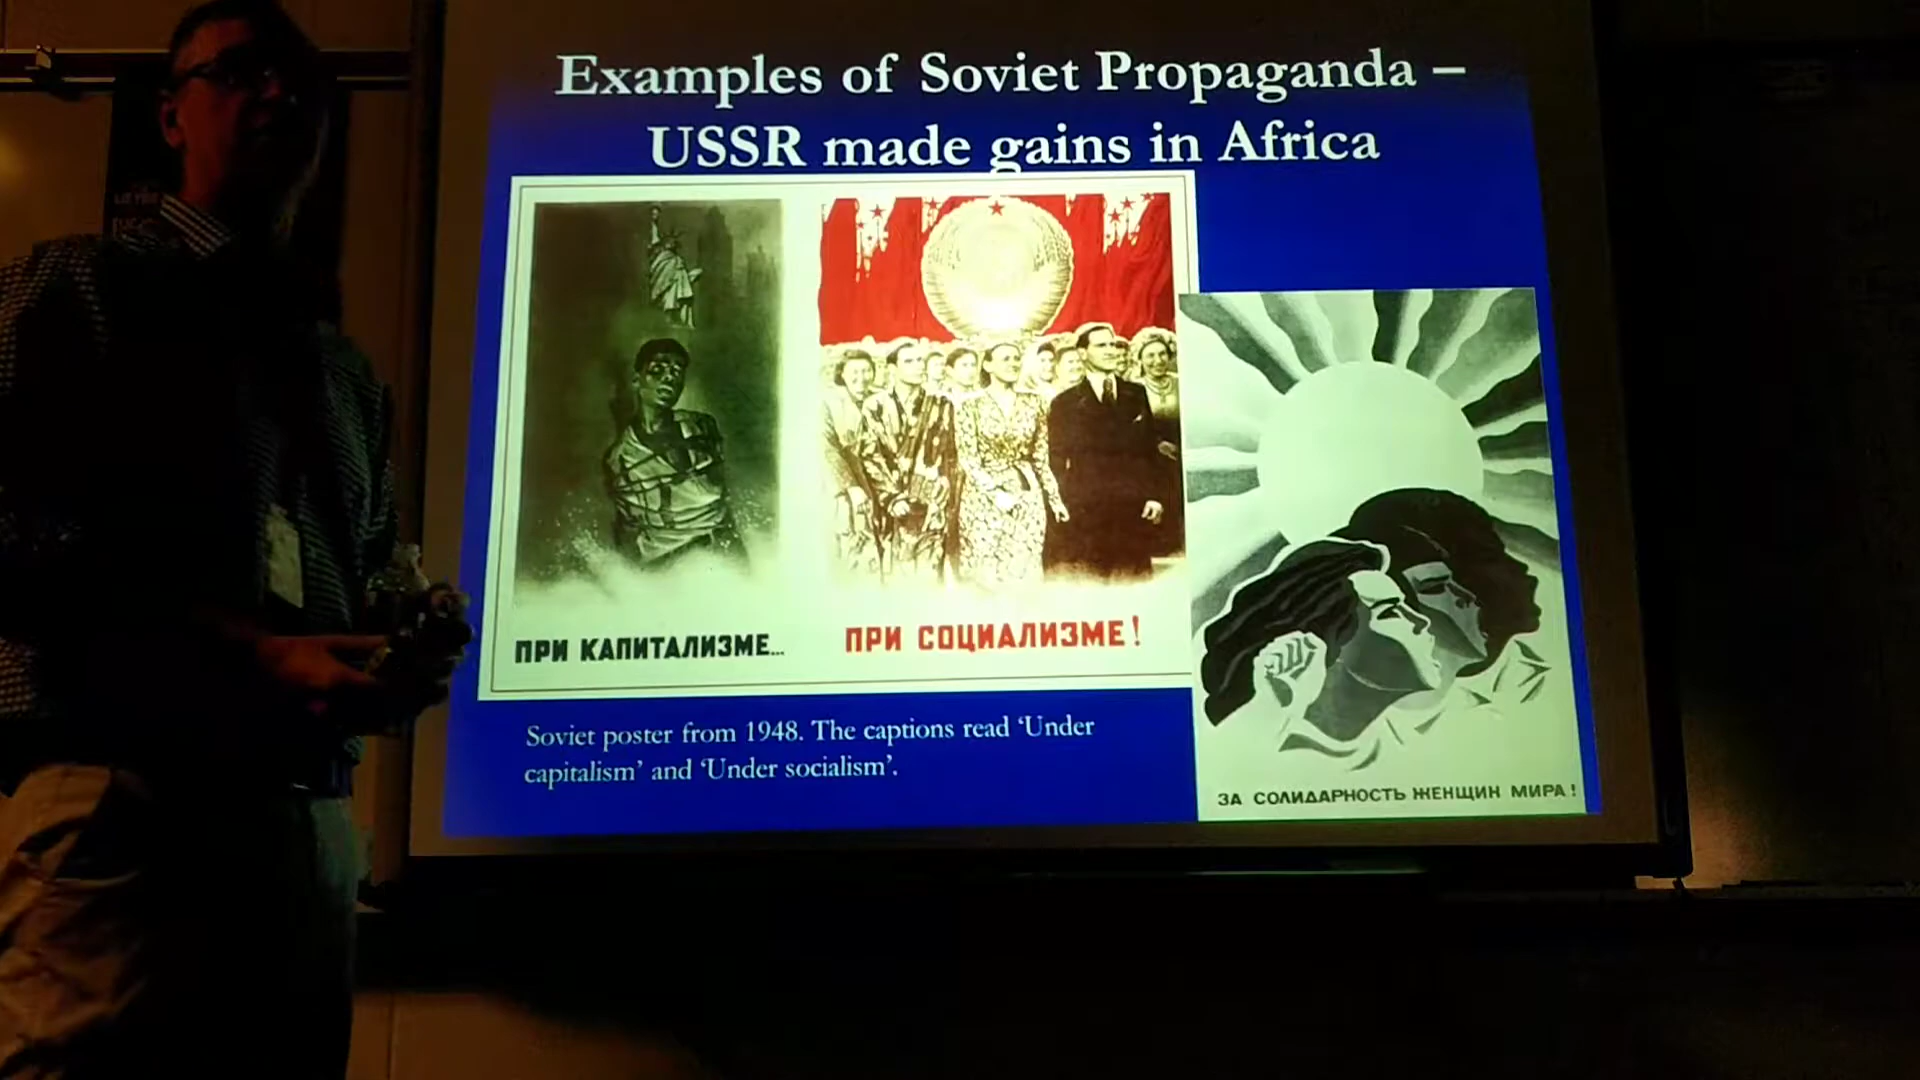 Examples of Soviet Propaganda –
USSR made gains in Africa
ПРИ КАПИТАЛИЗМЕ...
ПРИ СОЦИАЛИЗМЕ!
Soviet poster from 1948. The captions read ‘Under
capitalism’ and ‘Under socialism’.
ЗА СОЛИДАРНОСТЬ ЖЕНЩИН МИРА!